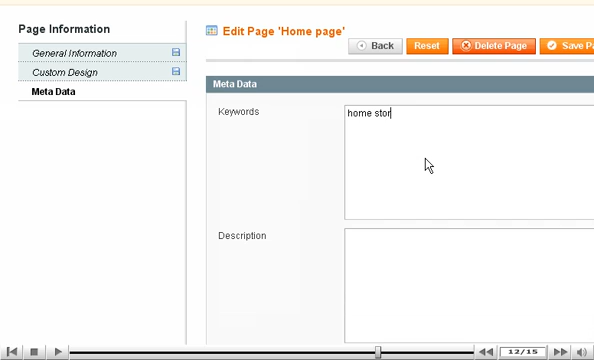 Page Information
General Information
Custom Design
Meta Data
Edit Page 'Home page'
Back
Reset
Delete Page
Save Pa
Meta Data
Keywords
home stor
Description
12/15